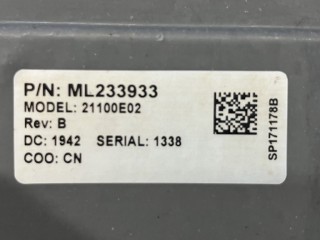 P/N: ML233933
MODEL: 21100E02
Rev: B
DC: 1942 SERIAL: 1338
COO: CN
SP171178B